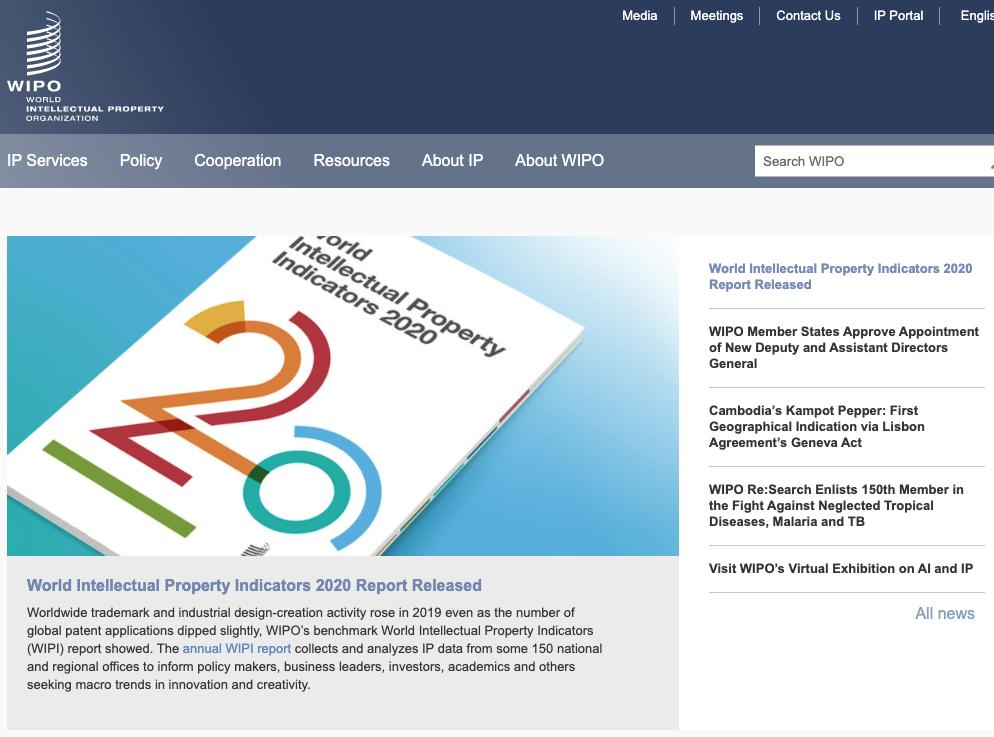 Media
Meetings
Contact Us
IP Portal
Englis
WIPO
WORLD
INTELLECTUAL PROPERTY
ORGANIZATION
IP Services
Policy
Cooperation
Resources
About IP
About WIPO
Search WIPO
orld
Intellectual Property
Indicators 2020
World Intellectual Property Indicators 2020 Report Released
Worldwide trademark and industrial design-creation activity rose in 2019 even as the number of
global patent applications dipped slightly, WIPO’s benchmark World Intellectual Property Indicators
(WIPI) report showed. The annual WIPI report collects and analyzes IP data from some 150 national
and regional offices to inform policy makers, business leaders, investors, academics and others
seeking macro trends in innovation and creativity.
World Intellectual Property Indicators 2020
Report Released
WIPO Member States Approve Appointment
of New Deputy and Assistant Directors
General
Cambodia’s Kampot Pepper: First
Geographical Indication via Lisbon
Agreement’s Geneva Act
WIPO Re:Search Enlists 150th Member in
the Fight Against Neglected Tropical
Diseases, Malaria and TB
Visit WIPO’s Virtual Exhibition on AI and IP
All news